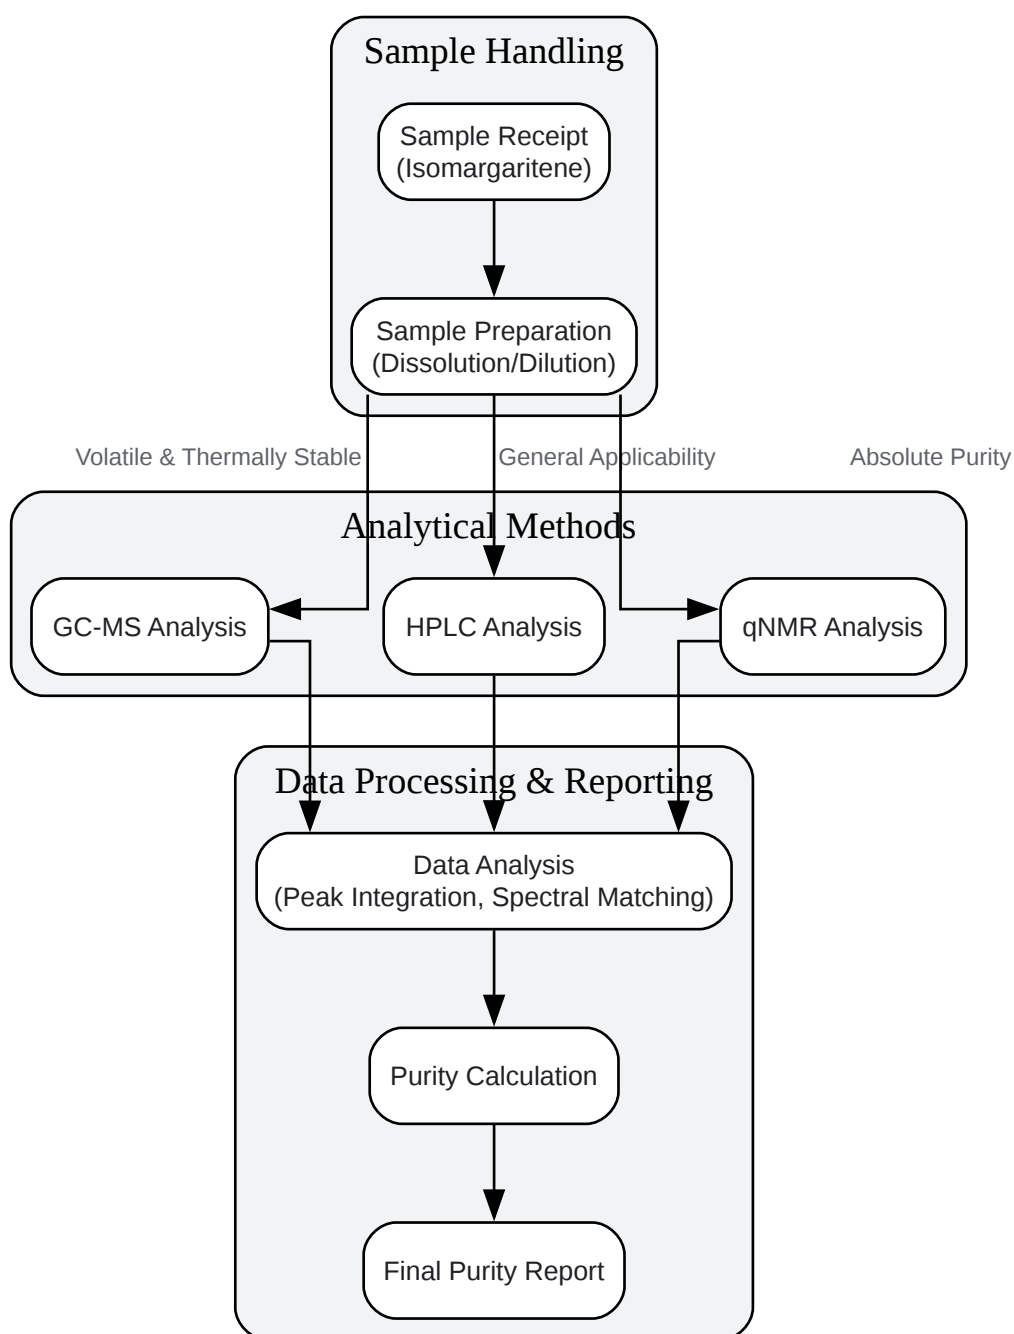 Sample Handling
Sample Receipt
(Isomargaritene)
Sample Preparation
(Dissolution/Dilution)
Volatile & Thermally Stable
General Applicability
Absolute Purity
Analytical Methods
GC-MS Analysis
HPLC Analysis
qNMR Analysis
Data Processing & Reporting
Data Analysis
(Peak Integration, Spectral Matching)
Purity Calculation
Final Purity Report